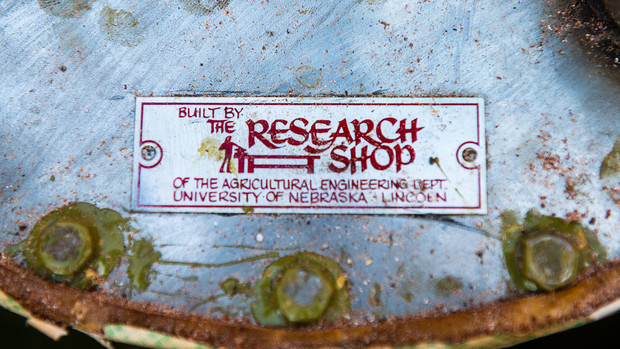 BUILT BY:
THE RESEARCH
SHOP
OF THE AGRICULTURAL ENGINEERING DEPT.
UNIVERSITY OF NEBRASKA - LINCOLN